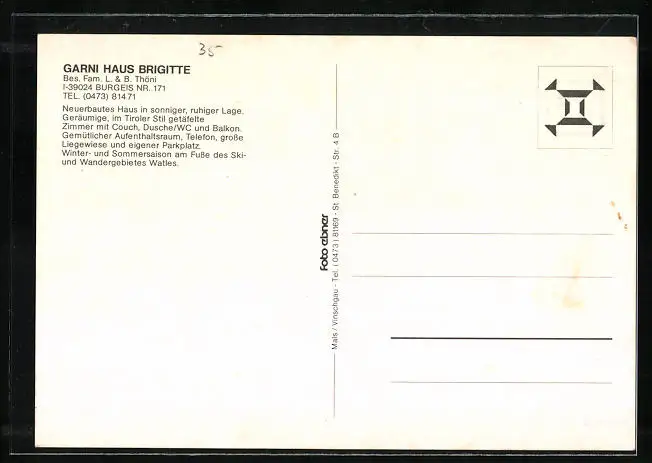 35
GARNI HAUS BRIGITTE
Bes. Fam. L. & B. Thöni
I-39024 BURGEIS NR. 171
TEL. (0473) 81471
Neuerbautes Haus in sonniger, ruhiger Lage.
Geräumige, im Tiroler Stil getäfelte
Zimmer mit Couch, Dusche/WC und Balkon.
Gemütlicher Aufenthaltsraum, Telefon, große
Liegewiese und eigener Parkplatz.
Winter- und Sommersaison am Fuße des Ski-
und Wandergebietes Watles.
foto ebner
Mals / Vinschgau - Tel. (0473) 81169 - St. Benedikt - Str. 4 B